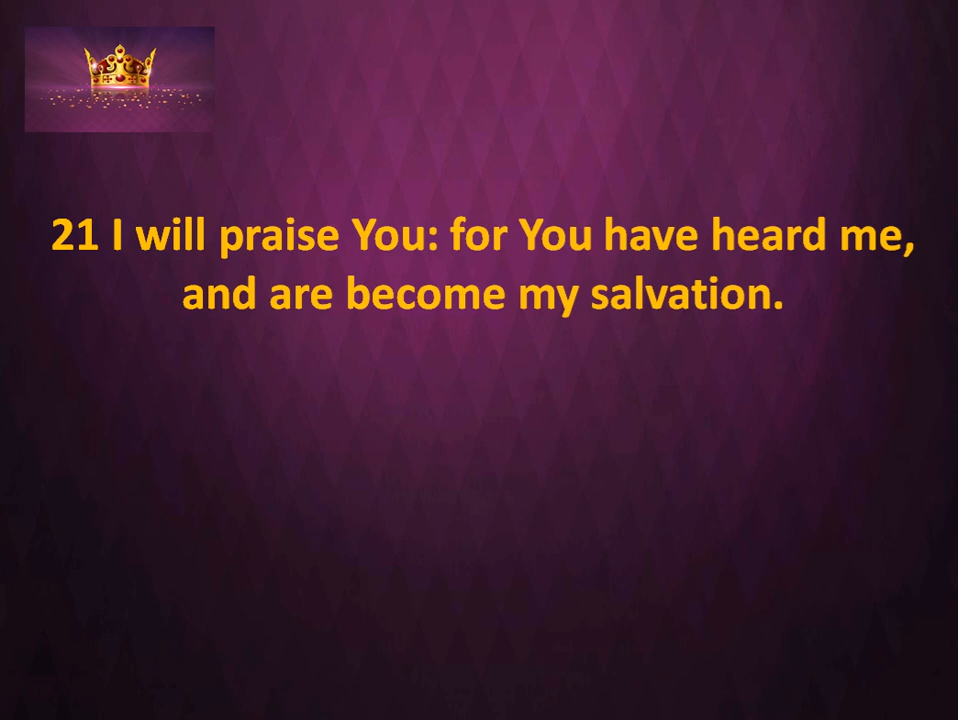 21 I will praise You: for You have heard me,
and are become my salvation.